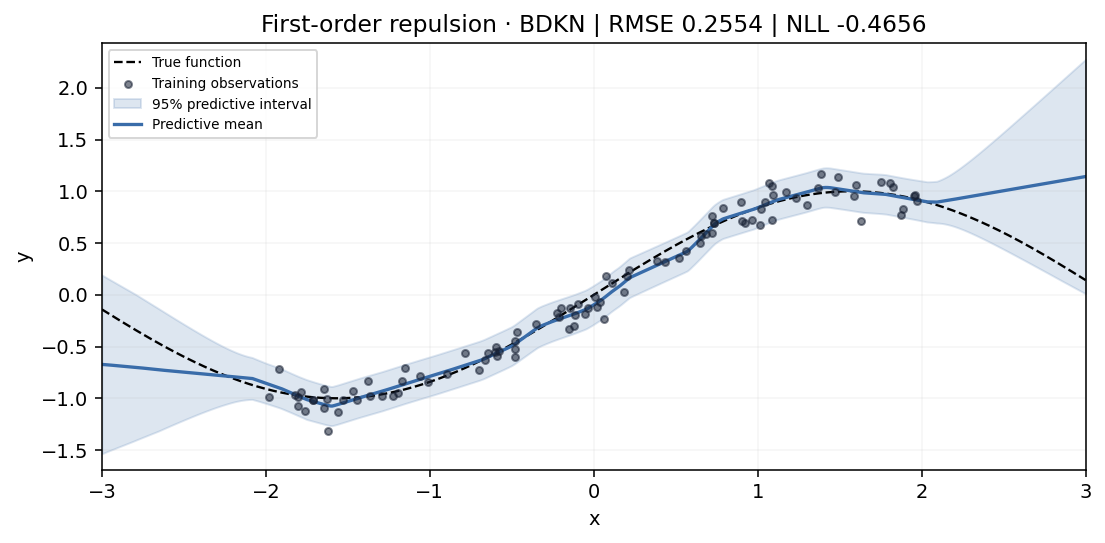 First-order repulsion · BDKN | RMSE 0.2554 | NLL -0.4656
True function
Training observations
95% predictive interval
Predictive mean
y
2.0
1.5
1.0
0.5
0.0
−0.5
−1.0
−1.5
−3
−2
−1
0
1
2
3
x